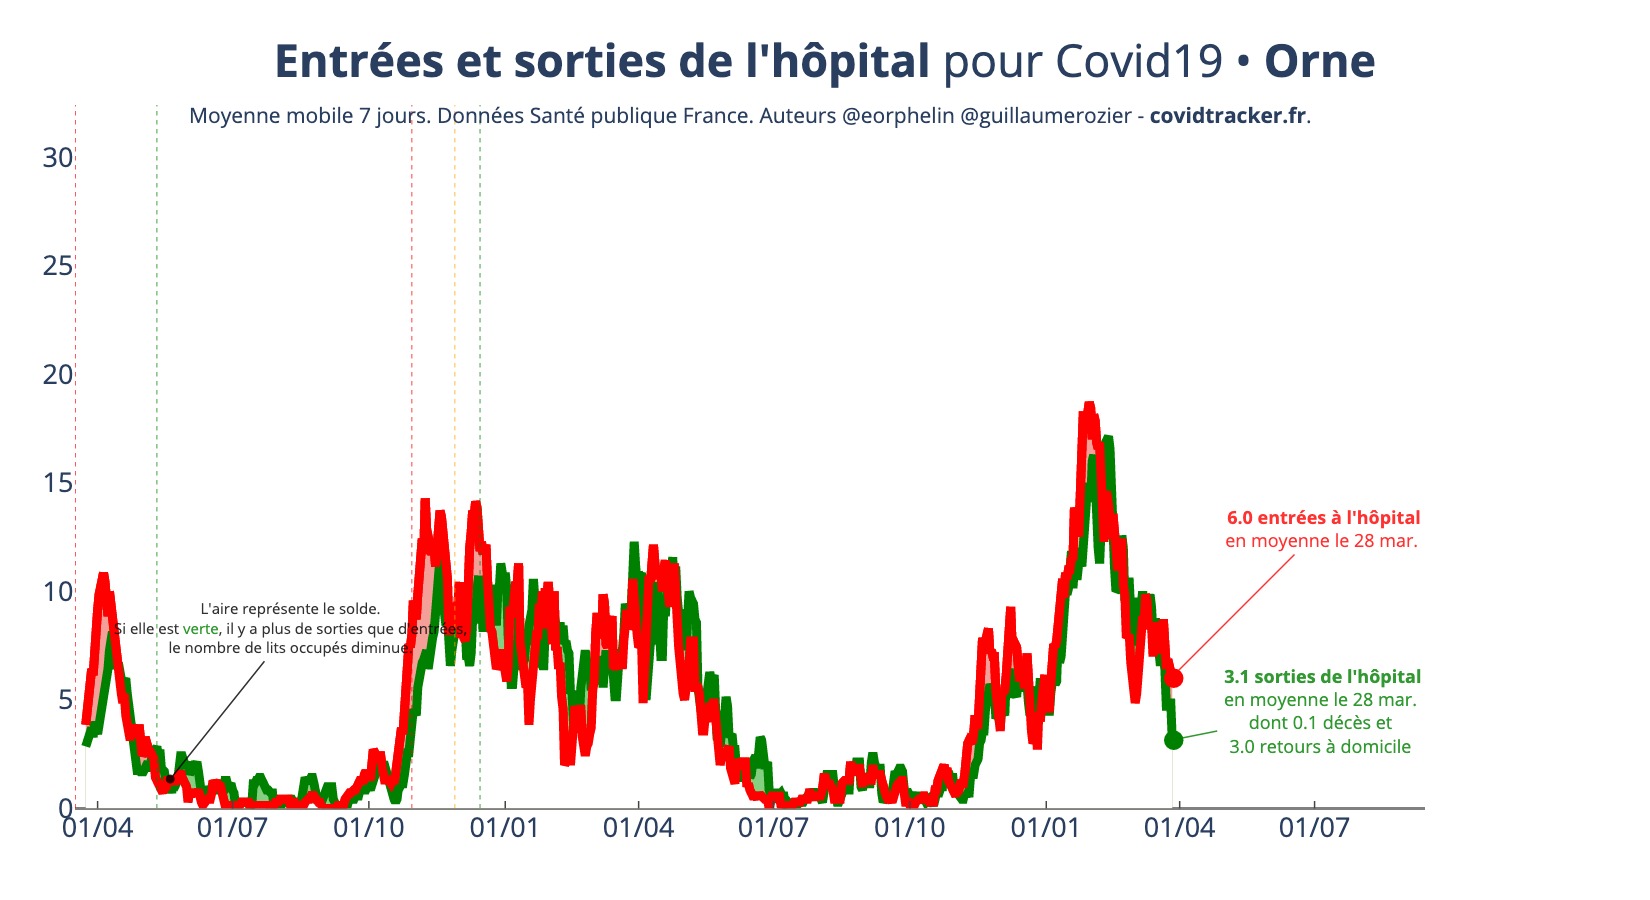 Entrées et sorties de l'hôpital pour Covid19 • Orne
Moyenne mobile 7 jours. Données Santé publique France. Auteurs @eorphelin @guillaumerozier - covidtracker.fr.
30
25
20
15
10
5
0
L'aire représente le solde.
Si elle est verte, il y a plus de sorties que d'entrées,
le nombre de lits occupés diminue.
6.0 entrées à l'hôpital
en moyenne le 28 mar.
3.1 sorties de l'hôpital
en moyenne le 28 mar.
dont 0.1 décès et
3.0 retours à domicile
01/04 01/07 01/10 01/01 01/04 01/07 01/10 01/01 01/04 01/07